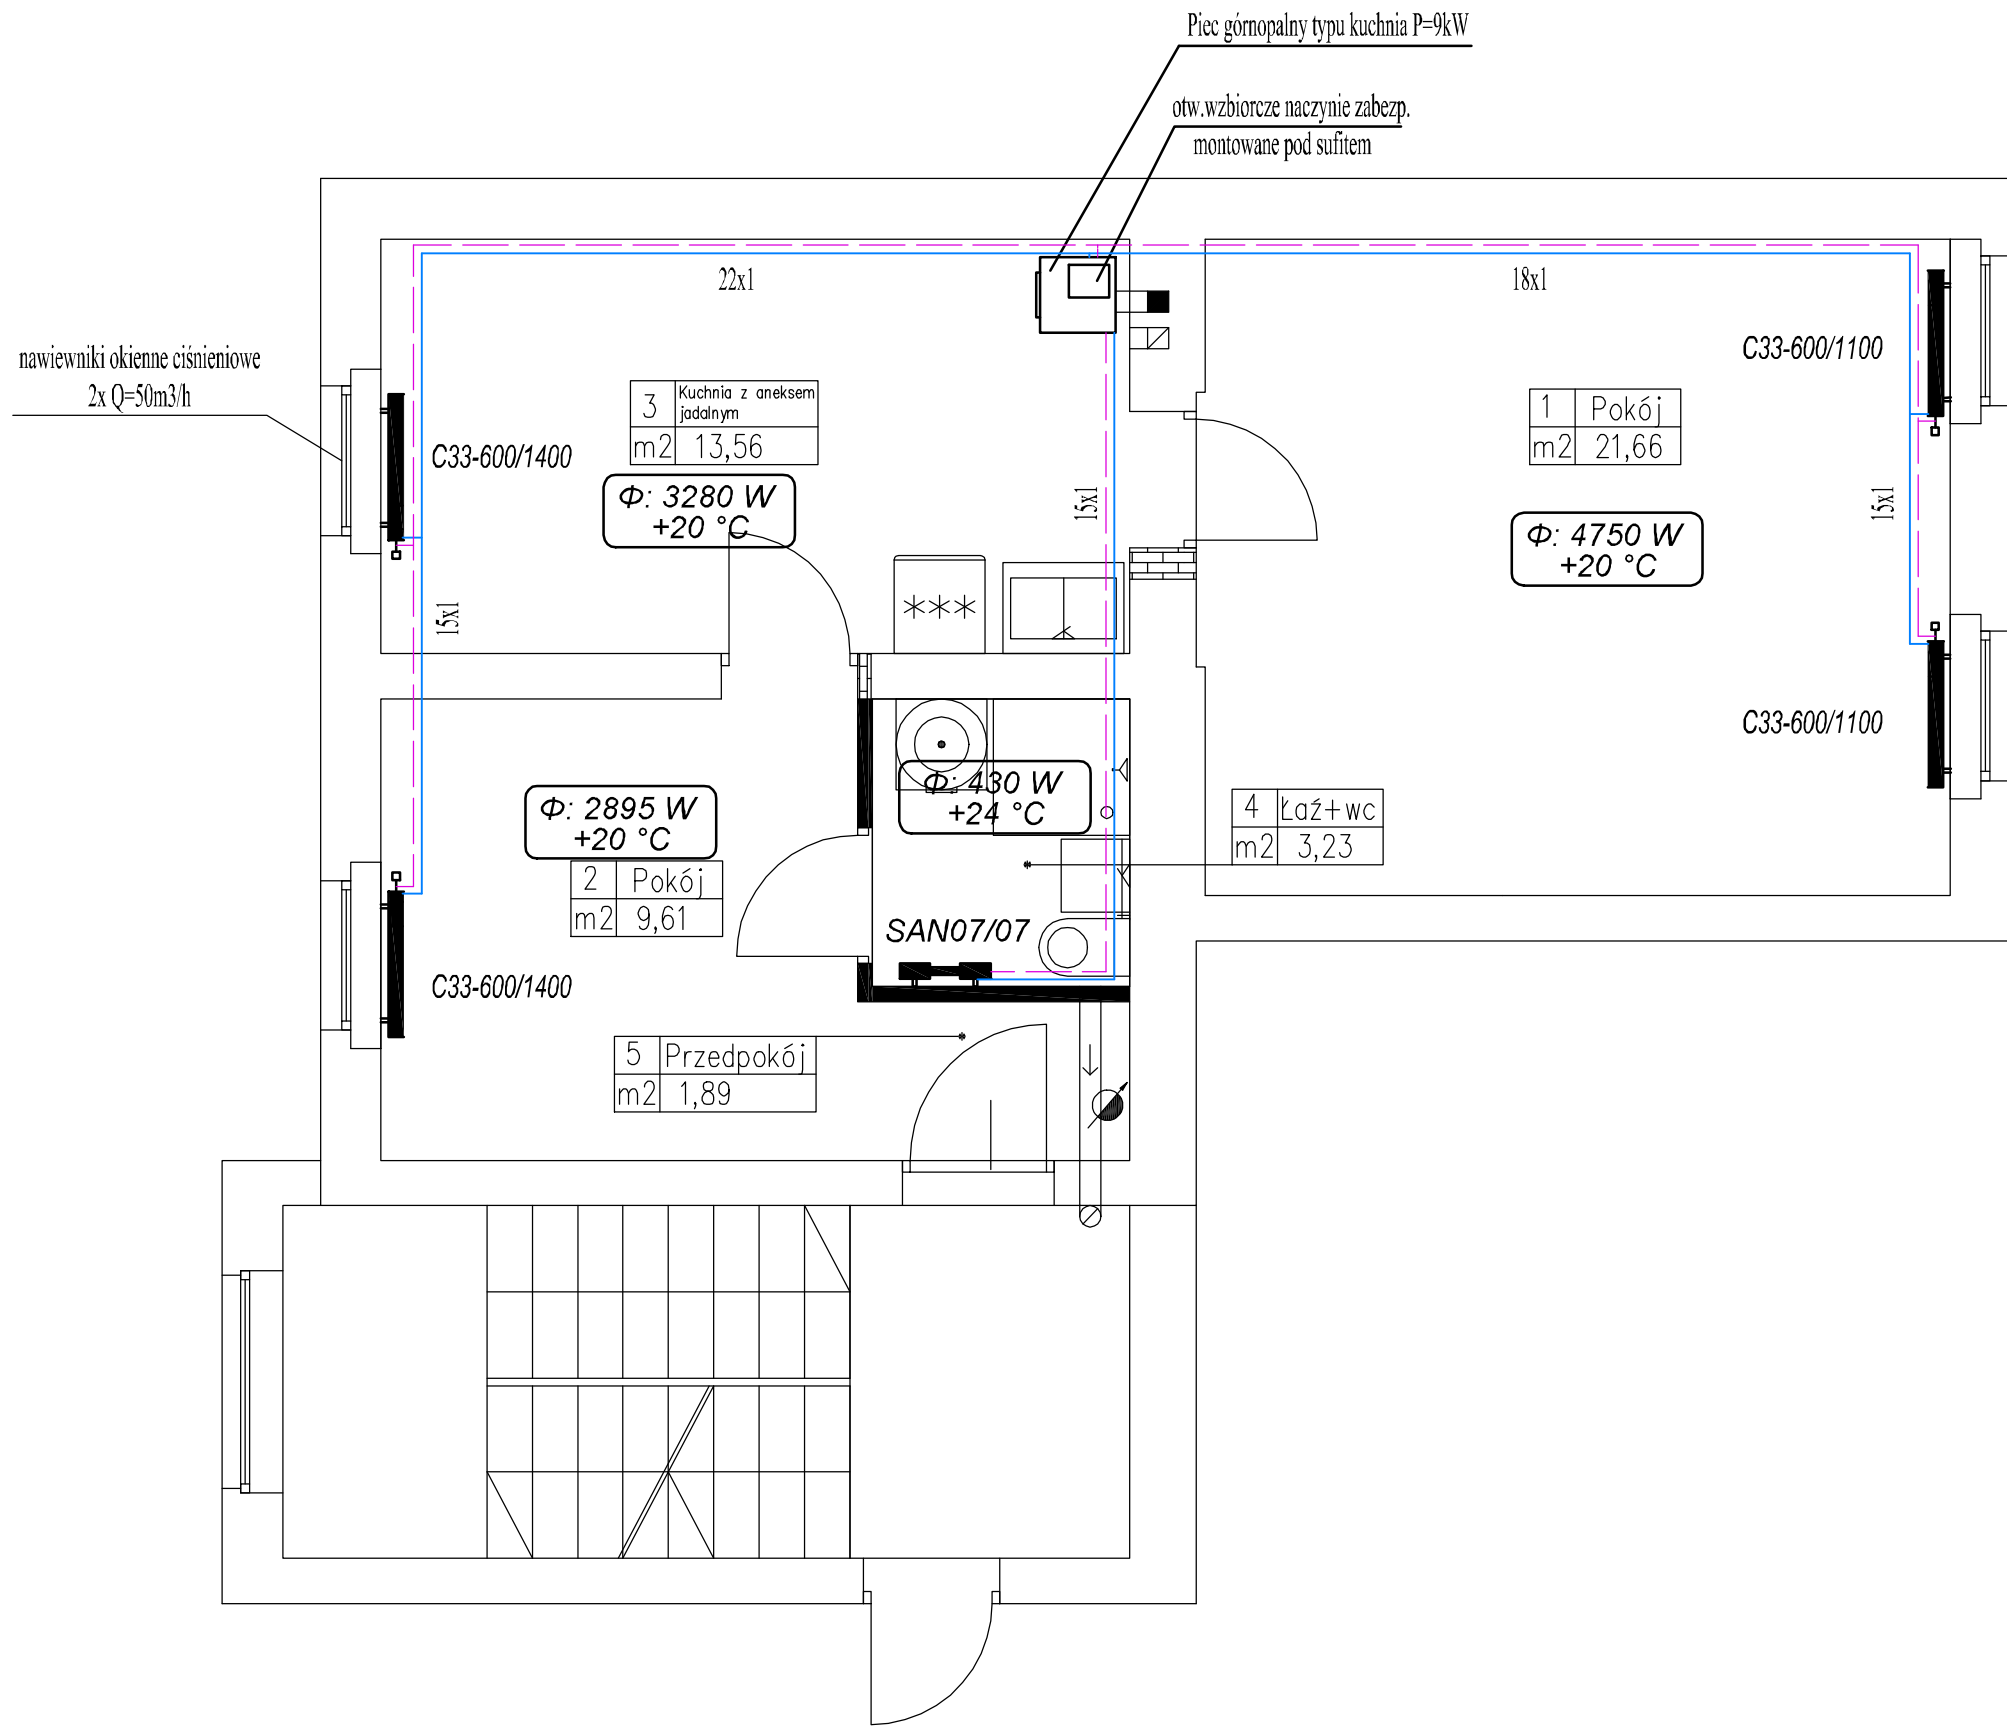 Piec górnopalny typu kuchnia P=9kW
otw.wzbiorcze naczynie zabezp.
montowane pod sufitem
22x1
18x1
nawiewniki okienne ciśnieniowe
2x Q=50m3/h
C33-600/1100
3 Kuchnia z aneksem
jadalnym
m2 13,56
1 Pokój
m2 21,66
C33-600/1400
Φ: 3280 W
+20 °C
15x1
15x1
Φ: 4750 W
+20 °C
15x1
C33-600/1100
Φ: 430 W
+24 °C
Φ: 2895 W
+20 °C
4 Łaź+wc
m2 3,23
2 Pokój
m2 9,61
SAN07/07
C33-600/1400
5 Przedpokój
m2 1,89